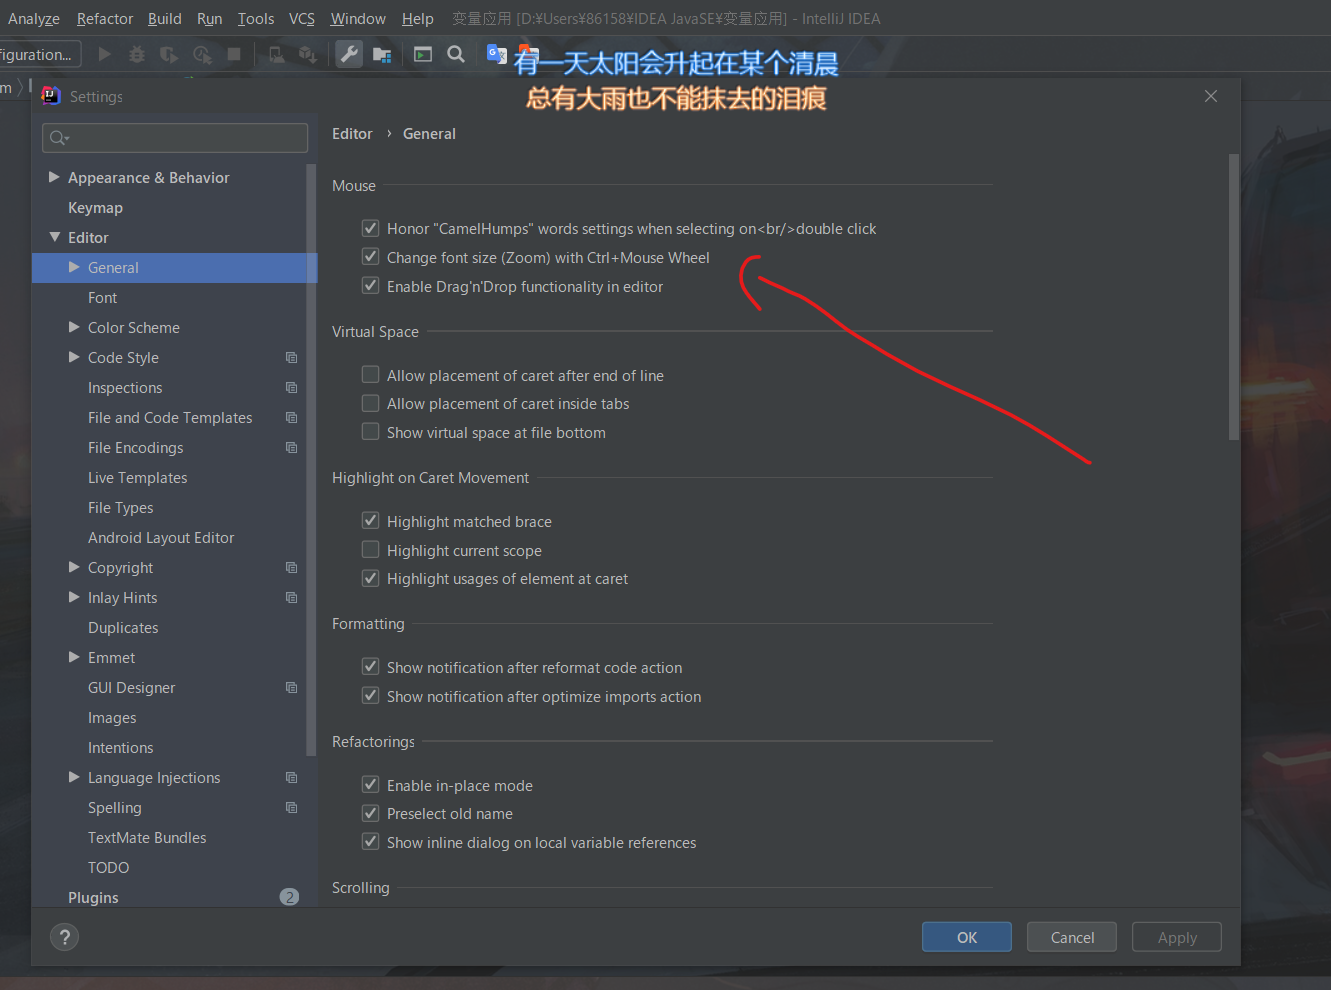 Analyze Refactor Build Run Tools VCS Window Help 变量应用 [D:¥Users¥86158¥IDEA JavaSE¥变量应用] - IntelliJ IDEA
figuration...
有一天太阳会升起在某个清晨
总有大雨也不能抹去的泪痕
m
Settings
Editor › General
Appearance & Behavior
Keymap
Editor
General
Font
Color Scheme
Code Style
Inspections
File and Code Templates
File Encodings
Live Templates
File Types
Android Layout Editor
Copyright
Inlay Hints
Duplicates
Emmet
GUI Designer
Images
Intentions
Language Injections
Spelling
TextMate Bundles
TODO
Plugins 2
Mouse
Honor "CamelHumps" words settings when selecting on<br/>double click
Change font size (Zoom) with Ctrl+Mouse Wheel
Enable Drag'n'Drop functionality in editor
Virtual Space
Allow placement of caret after end of line
Allow placement of caret inside tabs
Show virtual space at file bottom
Highlight on Caret Movement
Highlight matched brace
Highlight current scope
Highlight usages of element at caret
Formatting
Show notification after reformat code action
Show notification after optimize imports action
Refactorings
Enable in-place mode
Preselect old name
Show inline dialog on local variable references
Scrolling
?
OK Cancel Apply